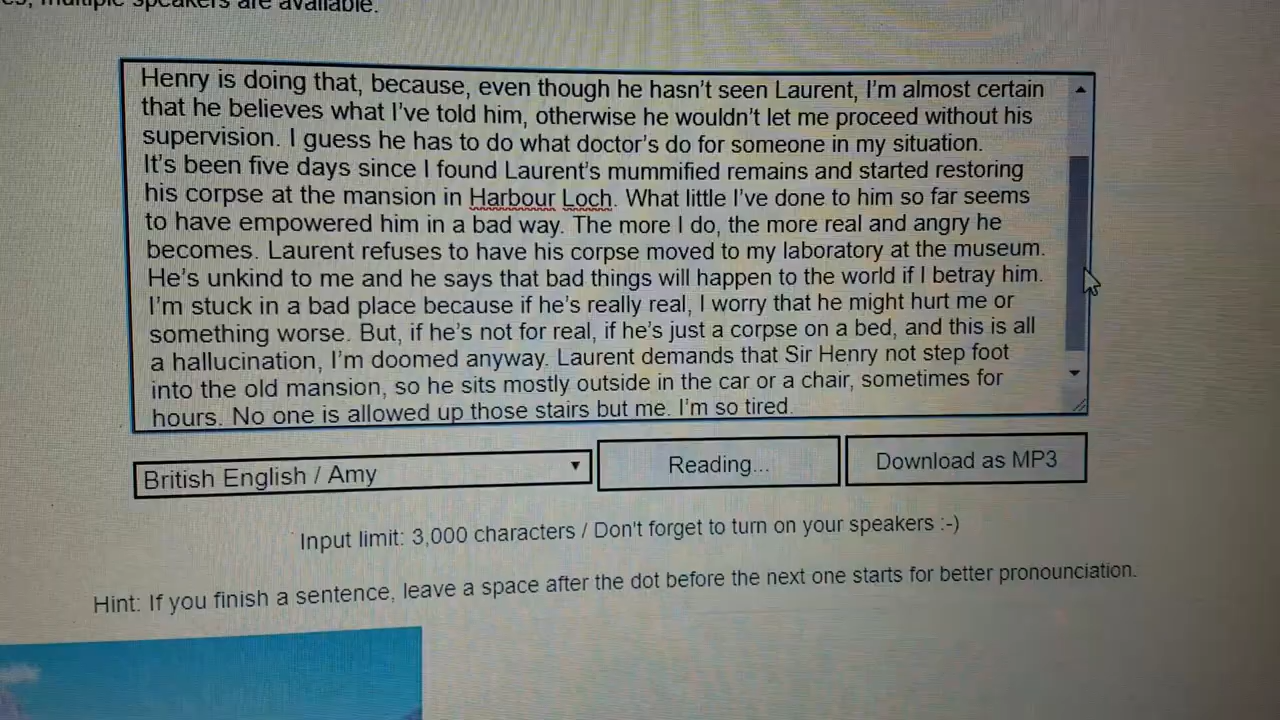 multiple speakers are available.
Henry is doing that, because, even though he hasn't seen Laurent, I'm almost certain
that he believes what I've told him, otherwise he wouldn't let me proceed without his
supervision. I guess he has to do what doctor's do for someone in my situation.
It's been five days since I found Laurent's mummified remains and started restoring
his corpse at the mansion in Harbour Loch. What little I've done to him so far seems
to have empowered him in a bad way. The more I do, the more real and angry he
becomes. Laurent refuses to have his corpse moved to my laboratory at the museum.
He's unkind to me and he says that bad things will happen to the world if I betray him.
I'm stuck in a bad place because if he's really real, I worry that he might hurt me or
something worse. But, if he's not for real, if he's just a corpse on a bed, and this is all
a hallucination, I'm doomed anyway. Laurent demands that Sir Henry not step foot
into the old mansion, so he sits mostly outside in the car or a chair, sometimes for
hours. No one is allowed up those stairs but me. I'm so tired.
British English / Amy
Reading...
Download as MP3
Input limit: 3,000 characters / Don't forget to turn on your speakers :-)
Hint: If you finish a sentence, leave a space after the dot before the next one starts for better pronounciation.